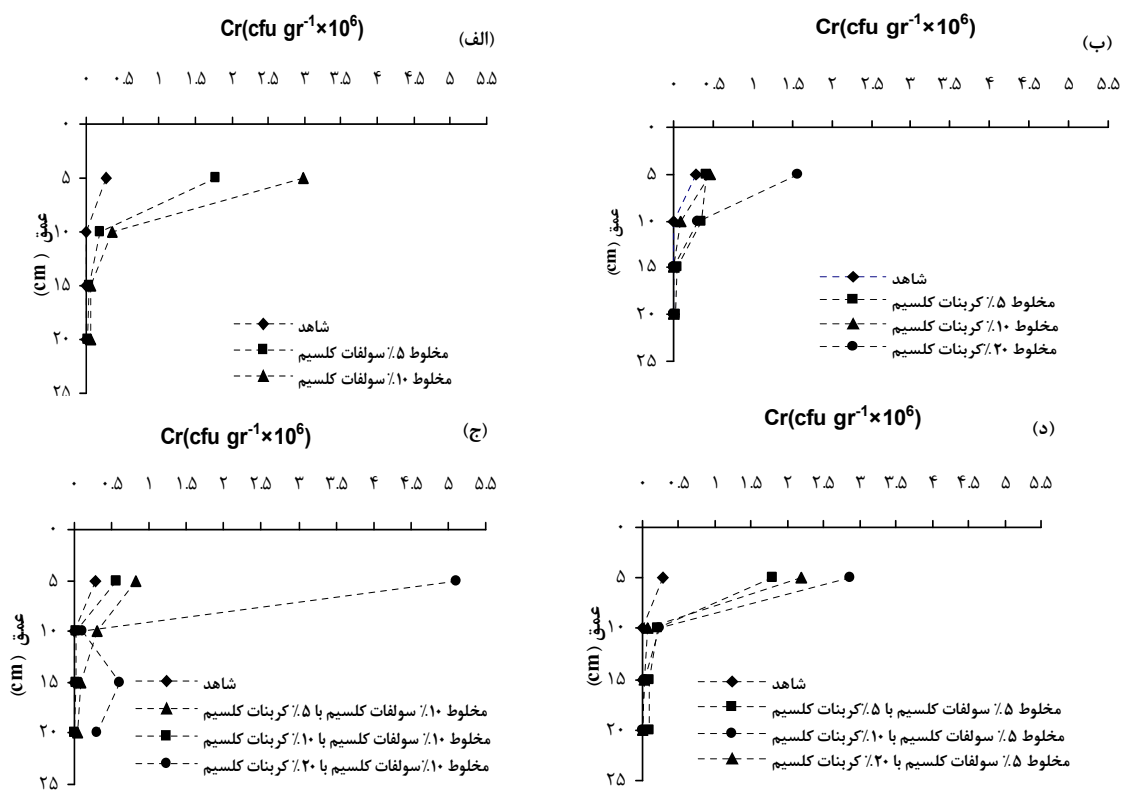 Cr(cfu gr⁻¹×10⁶)
(الف)
۰ ۰.۵ ۱ ۱.۵ ۲ ۲.۵ ۳ ۳.۵ ۴ ۴.۵ ۵ ۵.۵
۰
۵
۱۰
۱۵
۲۰
۲۵
عمق (cm)
شاهد
مخلوط ۵٪ سولفات کلسیم
مخلوط ۱۰٪ سولفات کلسیم
Cr(cfu gr⁻¹×10⁶)
(ب)
۰ ۰.۵ ۱ ۱.۵ ۲ ۲.۵ ۳ ۳.۵ ۴ ۴.۵ ۵ ۵.۵
۰
۵
۱۰
۱۵
۲۰
۲۵
عمق (cm)
شاهد
مخلوط ۵٪ کربنات کلسیم
مخلوط ۱۰٪ کربنات کلسیم
مخلوط ۲۰٪ کربنات کلسیم
Cr(cfu gr⁻¹×10⁶)
(ج)
۰ ۰.۵ ۱ ۱.۵ ۲ ۲.۵ ۳ ۳.۵ ۴ ۴.۵ ۵ ۵.۵
۰
۵
۱۰
۱۵
۲۰
۲۵
عمق (cm)
شاهد
مخلوط ۱۰٪ سولفات کلسیم با ۵٪ کربنات کلسیم
مخلوط ۱۰٪ سولفات کلسیم با ۱۰٪ کربنات کلسیم
مخلوط ۱۰٪ سولفات کلسیم با ۲۰٪ کربنات کلسیم
Cr(cfu gr⁻¹×10⁶)
(د)
۰ ۰.۵ ۱ ۱.۵ ۲ ۲.۵ ۳ ۳.۵ ۴ ۴.۵ ۵ ۵.۵
۰
۵
۱۰
۱۵
۲۰
۲۵
عمق (cm)
شاهد
مخلوط ۵٪ سولفات کلسیم با ۵٪ کربنات کلسیم
مخلوط ۵٪ سولفات کلسیم با ۱۰٪ کربنات کلسیم
مخلوط ۵٪ سولفات کلسیم با ۲۰٪ کربنات کلسیم